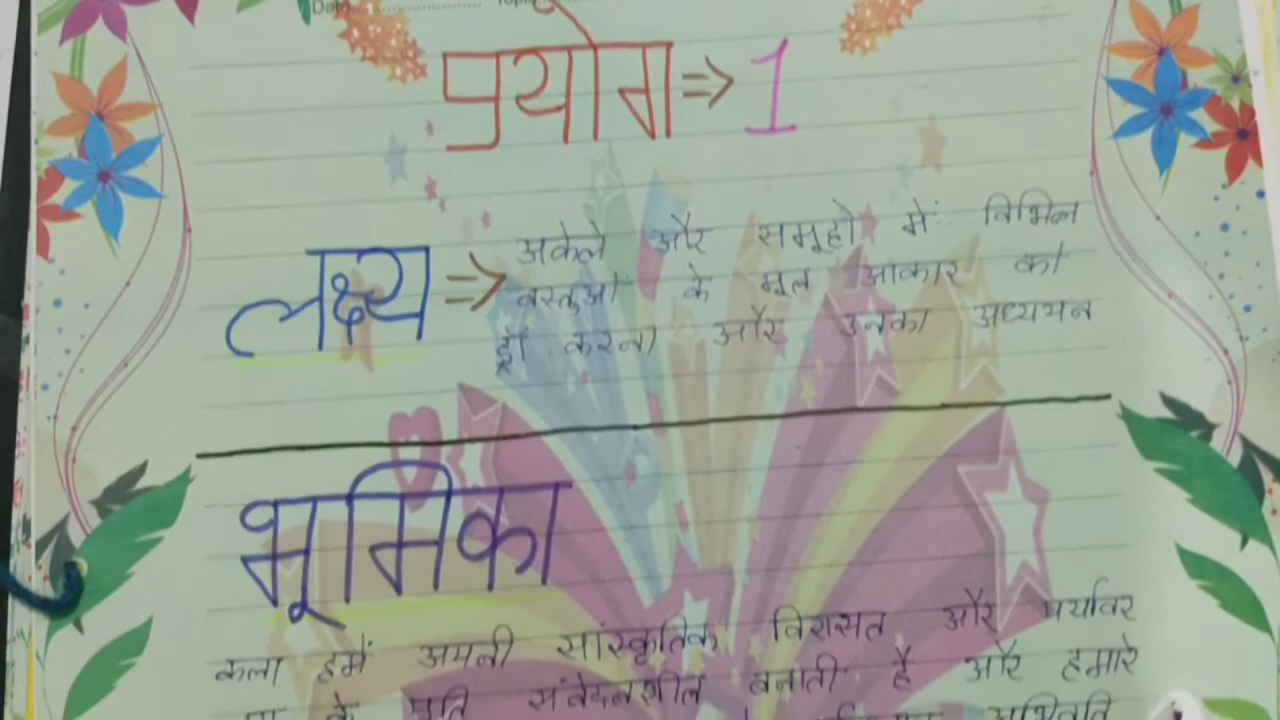 Date
प्रयोग ⇒ 1
लक्ष्य ⇒ अकेले और समूहों में विभिन्न
वस्तुओं के मूल आकार का
ड्रॉ करना और उनका अध्ययन
भूमिका
कला हमें अपनी सांस्कृतिक विरासत और पर्यावर
के प्रति संवेदनशील बनाती है और हमारे